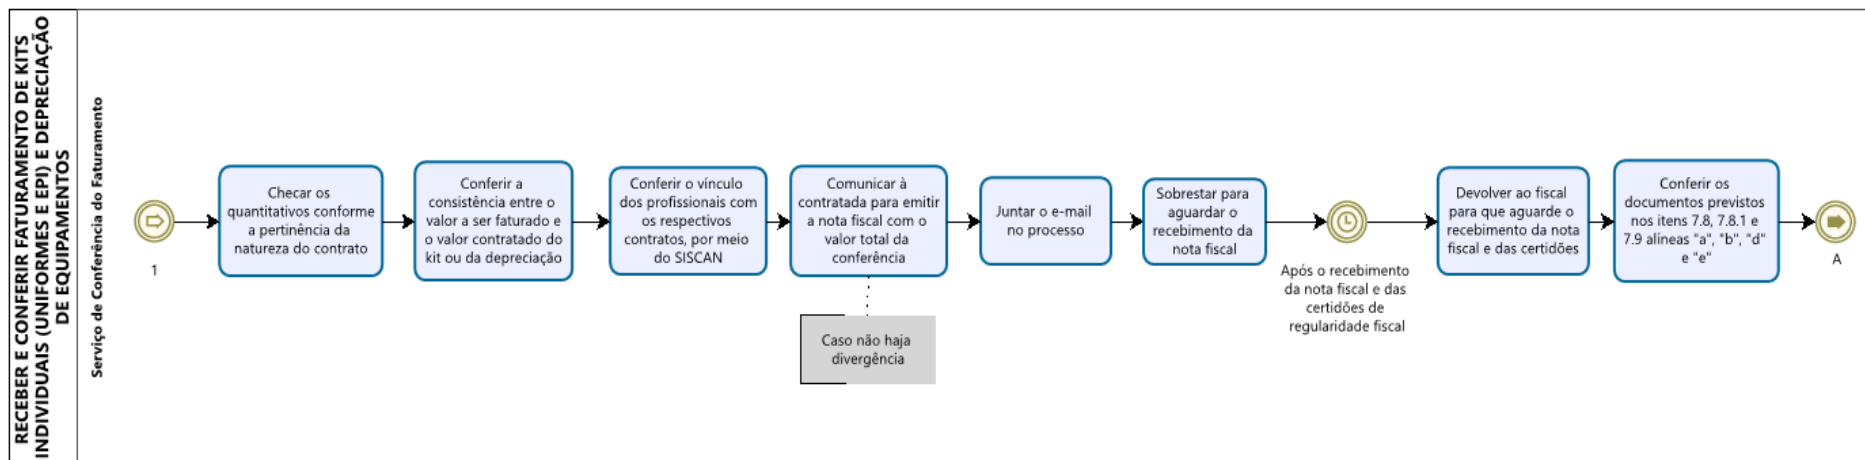 RECEBER E CONFERIR FATURAMENTO DE KITS
INDIVIDUAIS (UNIFORMES E EPI) E DEPRECIAÇÃO
DE EQUIPAMENTOS
Serviço de Conferência do Faturamento
1
Checar os
quantitativos conforme
a pertinência da
natureza do contrato
Conferir a
consistência entre o
valor a ser faturado e
o valor contratado do
kit ou da depreciação
Conferir o vínculo
dos profissionais com
os respectivos
contratos, por meio
do SISCAN
Comunicar à
contratada para emitir
a nota fiscal com o
valor total da
conferência
Caso não haja
divergência
Juntar o e-mail
no processo
Sobrestar para
aguardar o
recebimento da
nota fiscal
Após o recebimento
da nota fiscal e das
certidões de
regularidade fiscal
Devolver ao fiscal
para que aguarde o
recebimento da nota
fiscal e das certidões
Conferir os
documentos previstos
nos itens 7.8, 7.8.1 e
7.9 alíneas "a", "b", "d"
e "e"
A